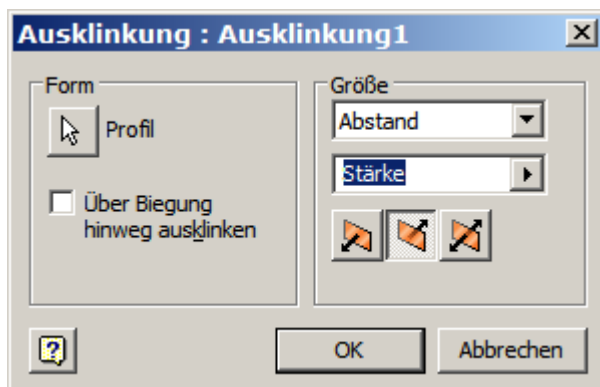 Ausklinkung : Ausklinkung1
Form
Profil
Über Biegung
hinweg ausklinken
Größe
Abstand
Stärke
OK
Abbrechen